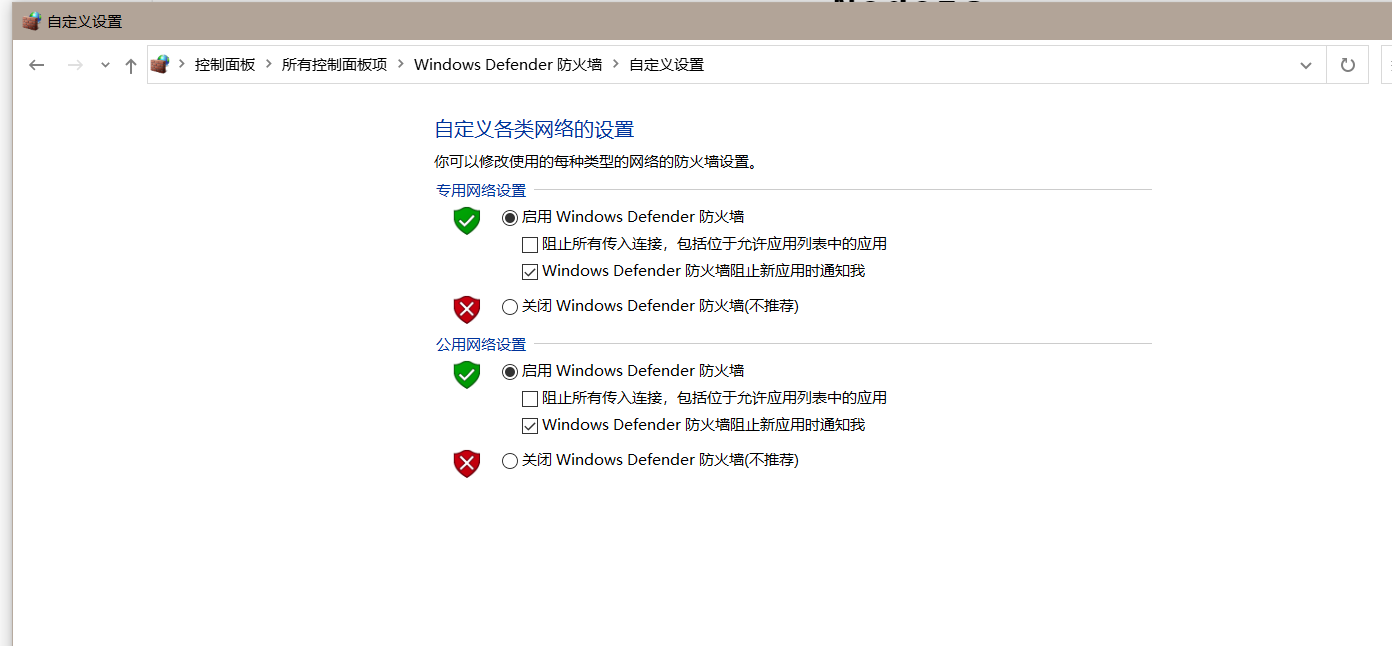 自定义设置
控制面板 所有控制面板项 Windows Defender 防火墙 自定义设置
自定义各类网络的设置
你可以修改使用的每种类型的网络的防火墙设置。
专用网络设置
启用 Windows Defender 防火墙
阻止所有传入连接，包括位于允许应用列表中的应用
Windows Defender 防火墙阻止新应用时通知我
关闭 Windows Defender 防火墙(不推荐)
公用网络设置
启用 Windows Defender 防火墙
阻止所有传入连接，包括位于允许应用列表中的应用
Windows Defender 防火墙阻止新应用时通知我
关闭 Windows Defender 防火墙(不推荐)